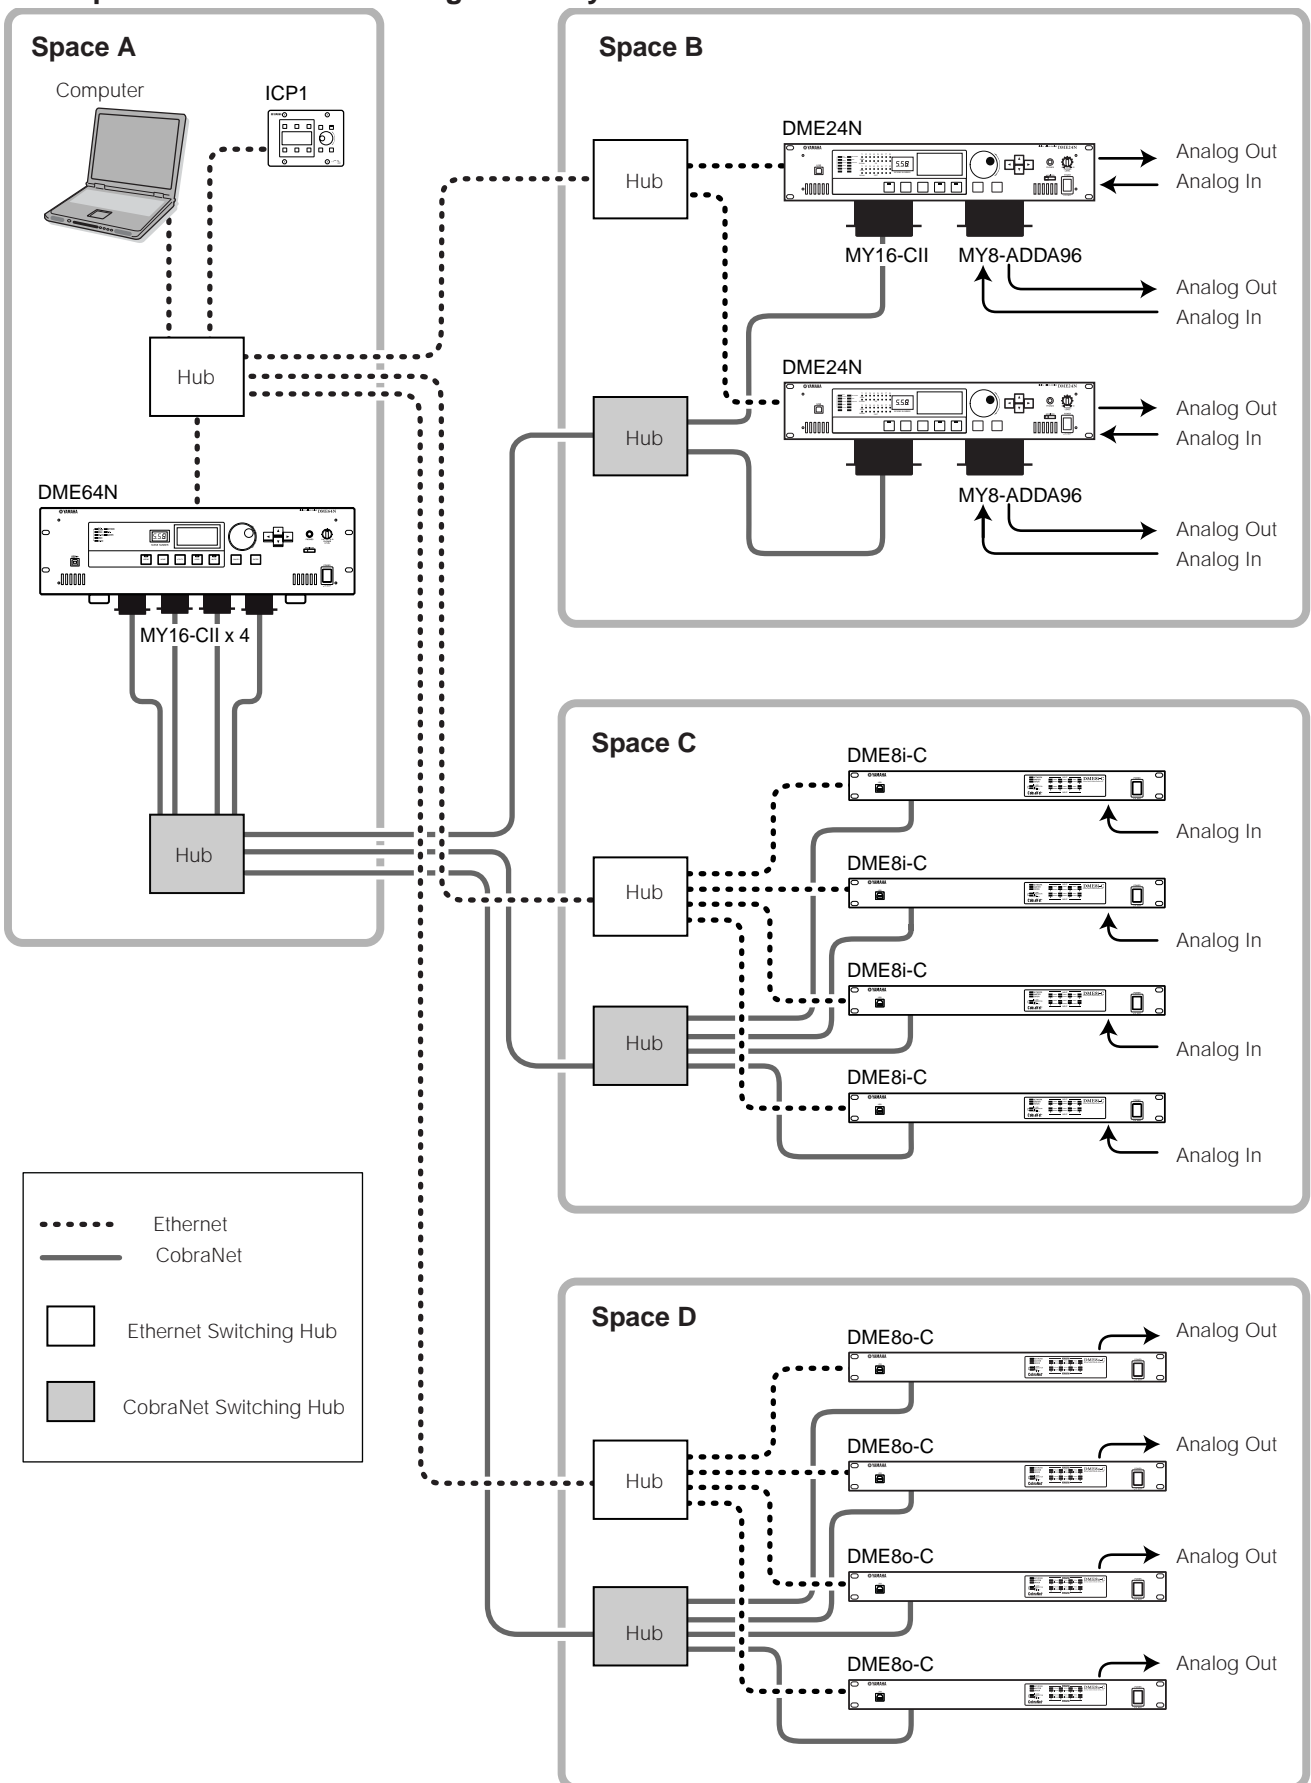 Space A
Computer
ICP1
Hub
DME64N
MY16-CII x 4
Hub
Space B
Hub
DME24N
Analog Out
Analog In
MY16-CII
MY8-ADDA96
Analog Out
Analog In
DME24N
Hub
Analog Out
Analog In
MY8-ADDA96
Analog Out
Analog In
Space C
DME8i-C
Analog In
Hub
DME8i-C
Analog In
DME8i-C
Hub
Analog In
DME8i-C
Analog In
Ethernet
CobraNet
Ethernet Switching Hub
CobraNet Switching Hub
Space D
DME8o-C
Analog Out
DME8o-C
Analog Out
Hub
DME8o-C
Analog Out
Hub
DME8o-C
Analog Out